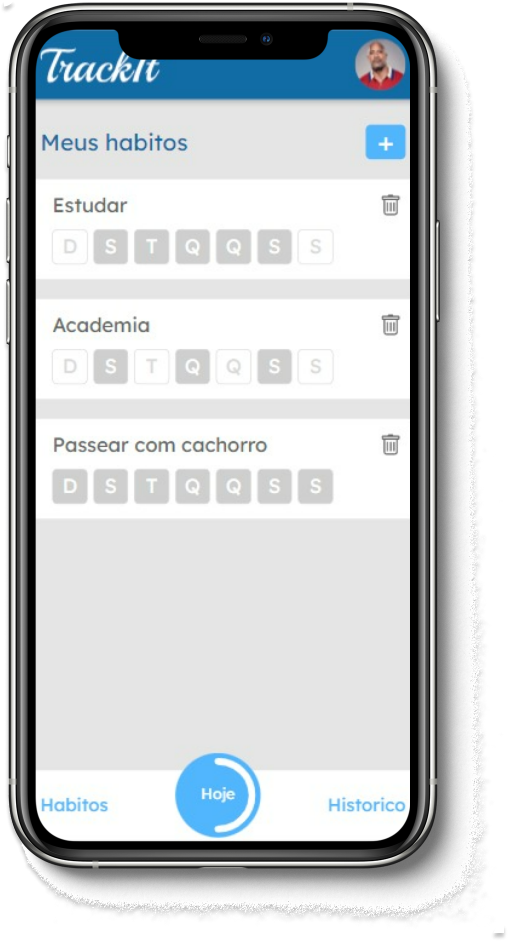 TrackIt
Meus habitos
+
Estudar
D S T Q Q S S
Academia
D S T Q Q S S
Passear com cachorro
D S T Q Q S S
Habitos
Hoje
Historico